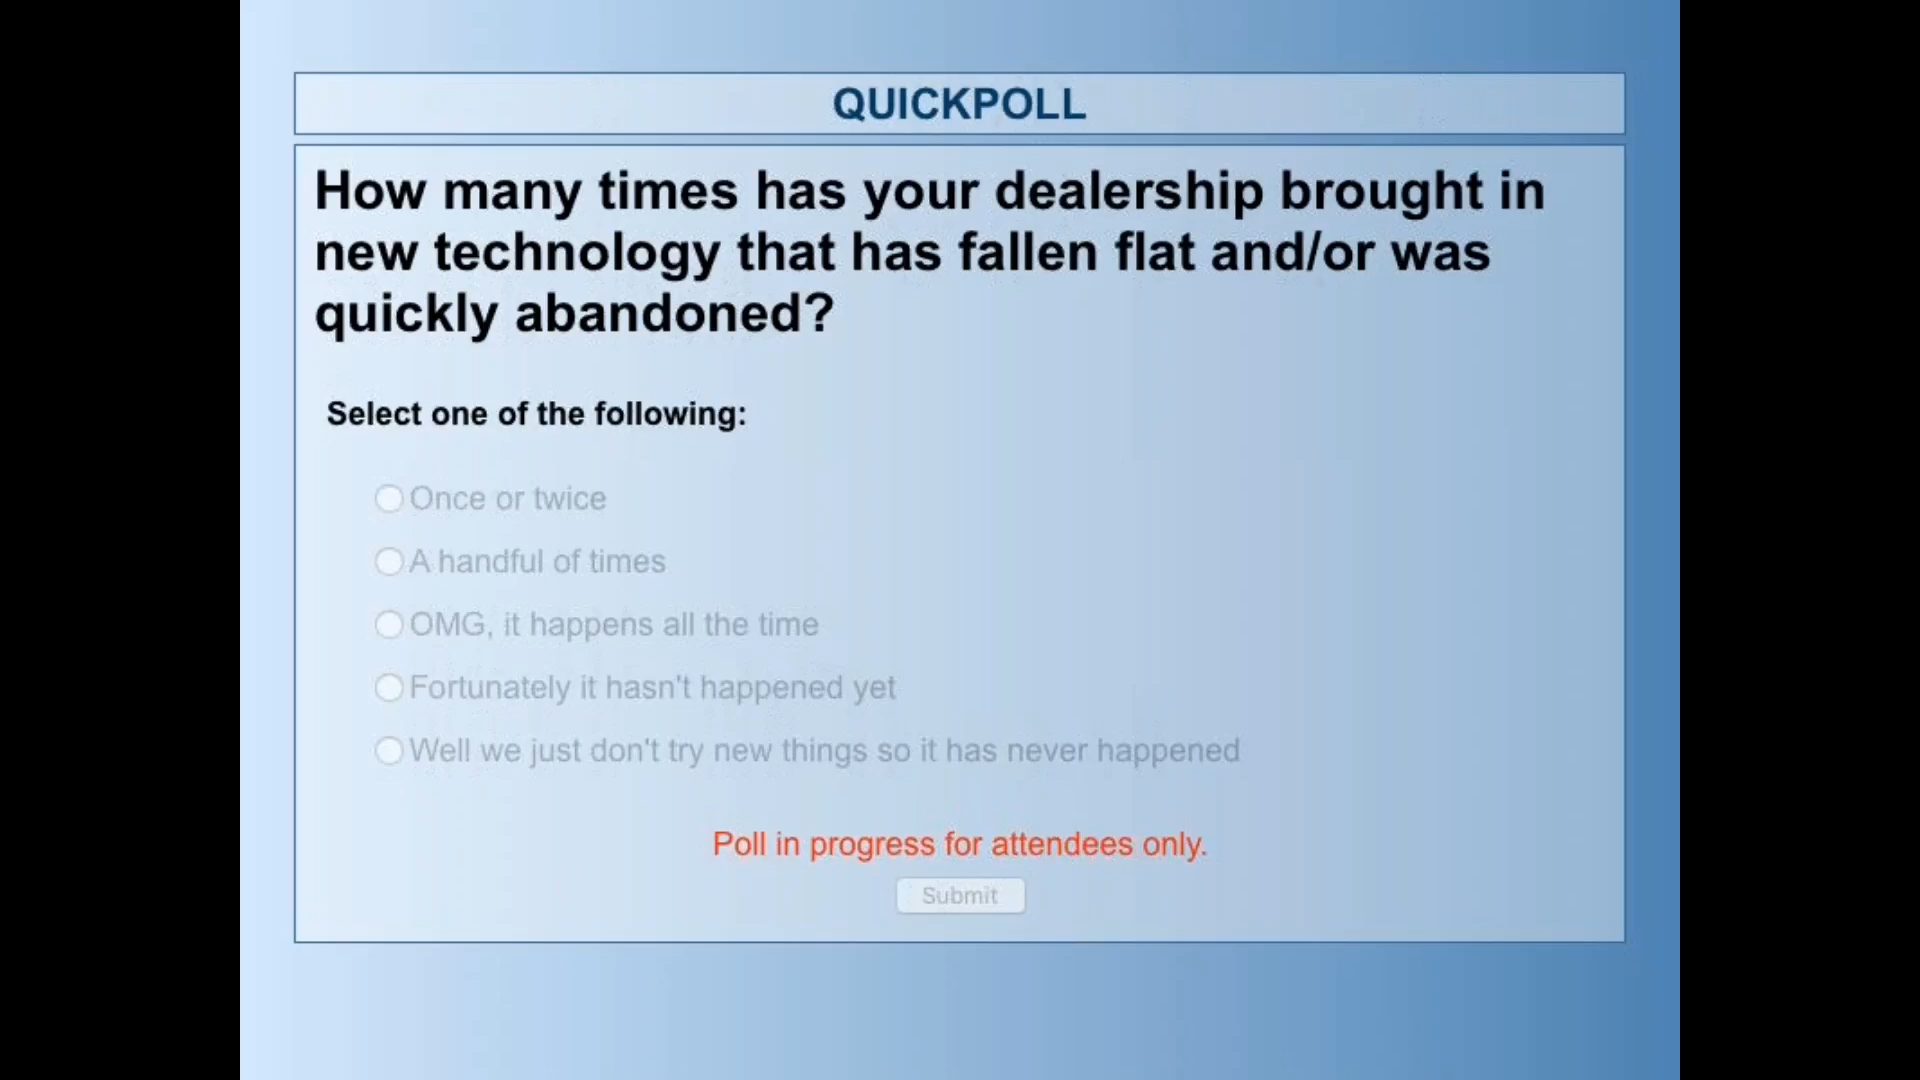 QUICKPOLL
How many times has your dealership brought in
new technology that has fallen flat and/or was
quickly abandoned?
Select one of the following:
Once or twice
A handful of times
OMG, it happens all the time
Fortunately it hasn't happened yet
Well we just don't try new things so it has never happened
Poll in progress for attendees only.
Submit